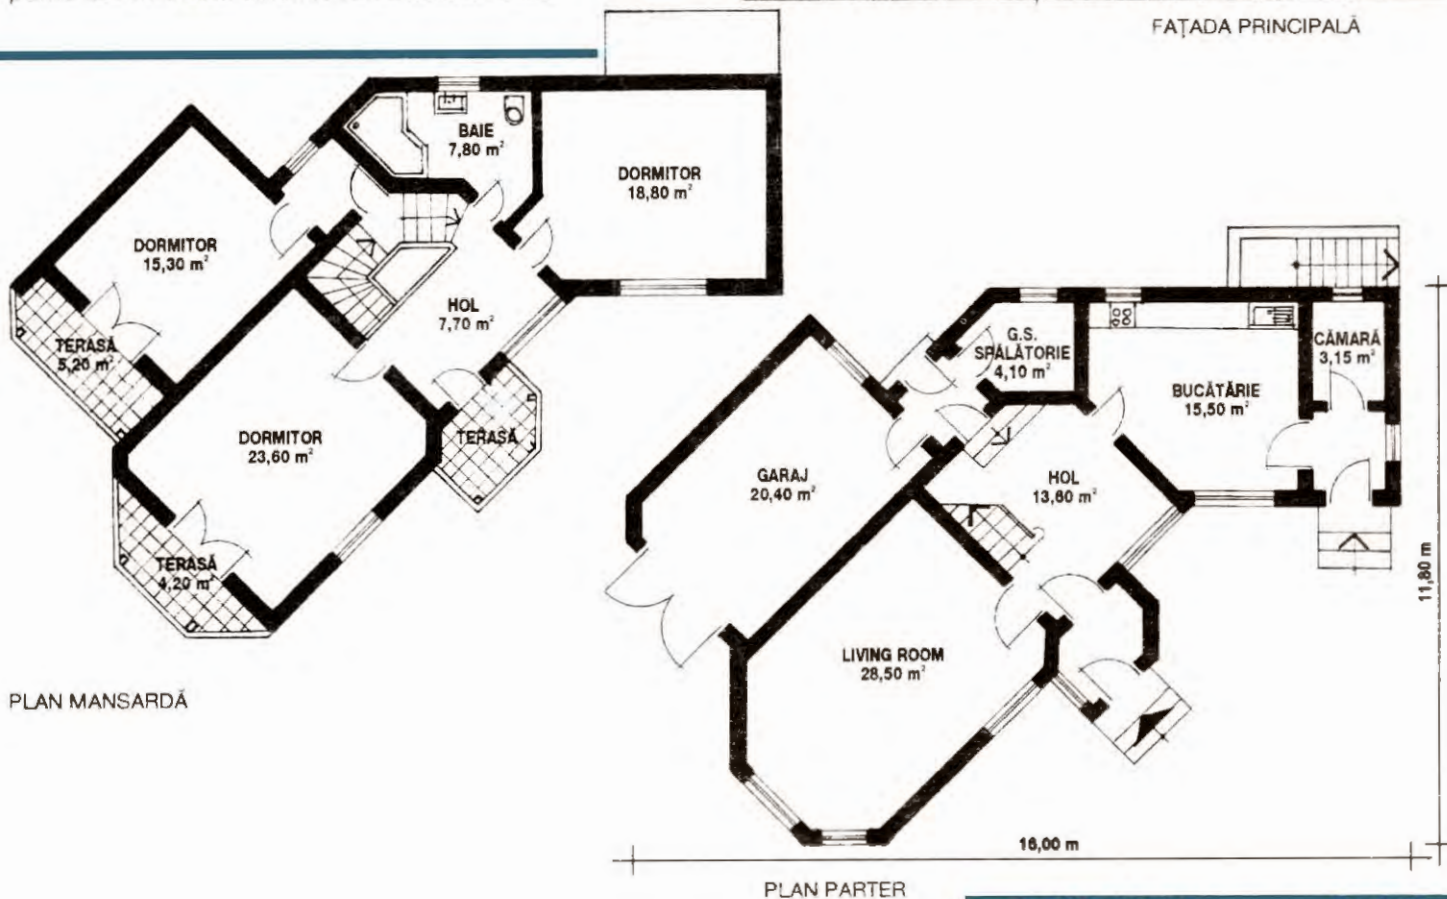 FAȚADA PRINCIPALĂ
BAIE
7,80 m²
DORMITOR
18,80 m²
DORMITOR
15,30 m²
HOL
7,70 m²
TERASĂ
5,20 m²
DORMITOR
23,60 m²
TERASĂ
TERASĂ
4,20 m²
PLAN MANSARDĂ
G.S.
SPĂLĂTORIE
4,10 m²
CĂMARĂ
3,15 m²
BUCĂTĂRIE
15,50 m²
GARAJ
20,40 m²
HOL
13,60 m²
LIVING ROOM
28,50 m²
11,80 m
16,00 m
PLAN PARTER